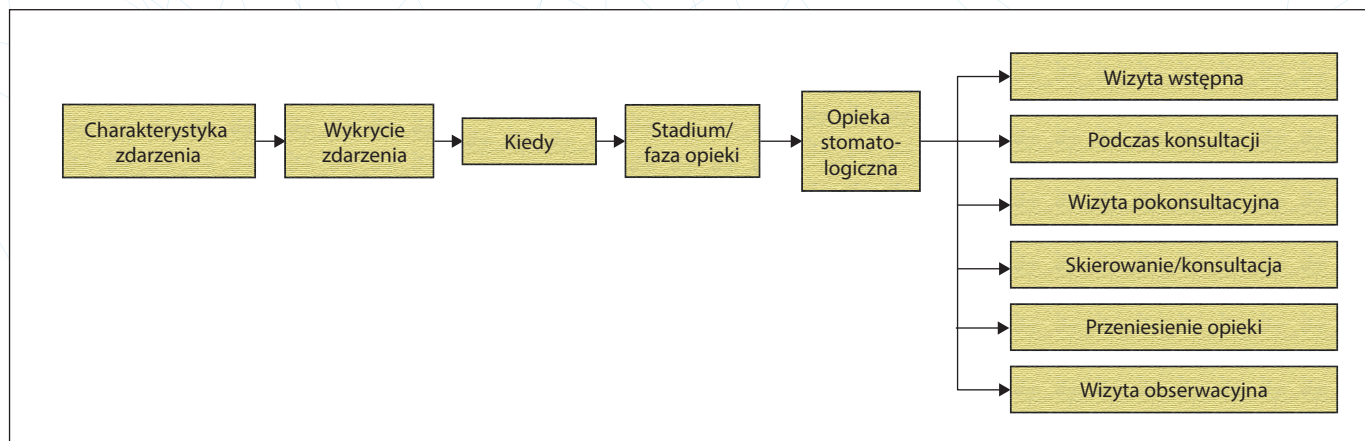 Charakterystyka
zdarzenia
Wykrycie
zdarzenia
Kiedy
Stadium/
faza opieki
Opieka
stomato-
logiczna
Wizyta wstępna
Podczas konsultacji
Wizyta pokonsultacyjna
Skierowanie/konsultacja
Przeniesienie opieki
Wizyta obserwacyjna